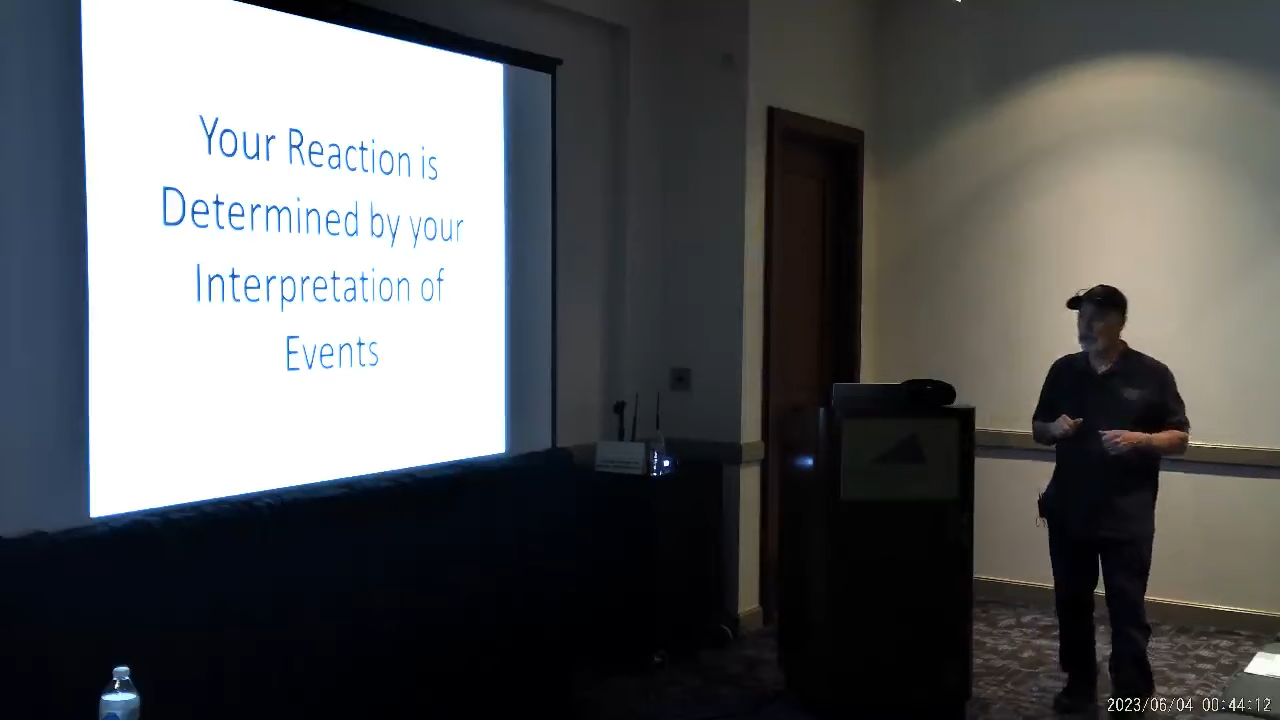 Your Reaction is
Determined by your
Interpretation of
Events
2023/06/04 00:44:12